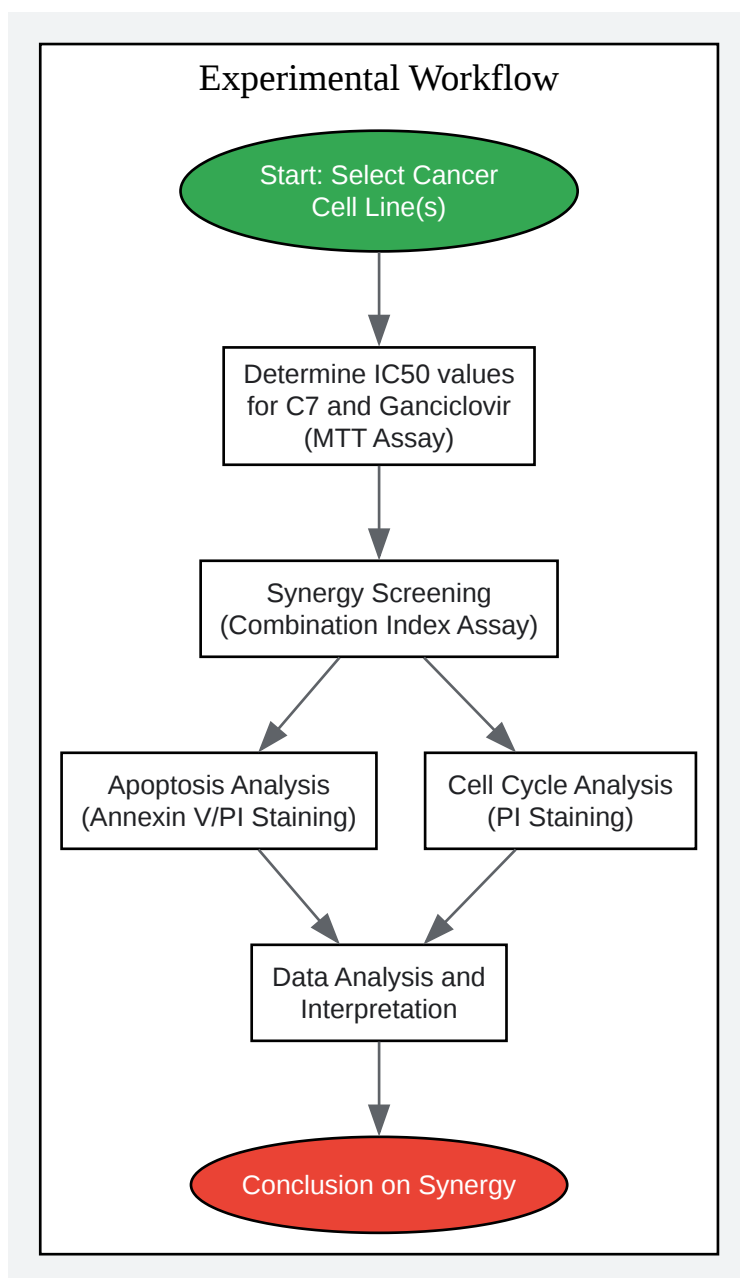 Experimental Workflow
Start: Select Cancer
Cell Line(s)
Determine IC50 values
for C7 and Ganciclovir
(MTT Assay)
Synergy Screening
(Combination Index Assay)
Apoptosis Analysis
(Annexin V/PI Staining)
Cell Cycle Analysis
(PI Staining)
Data Analysis and
Interpretation
Conclusion on Synergy